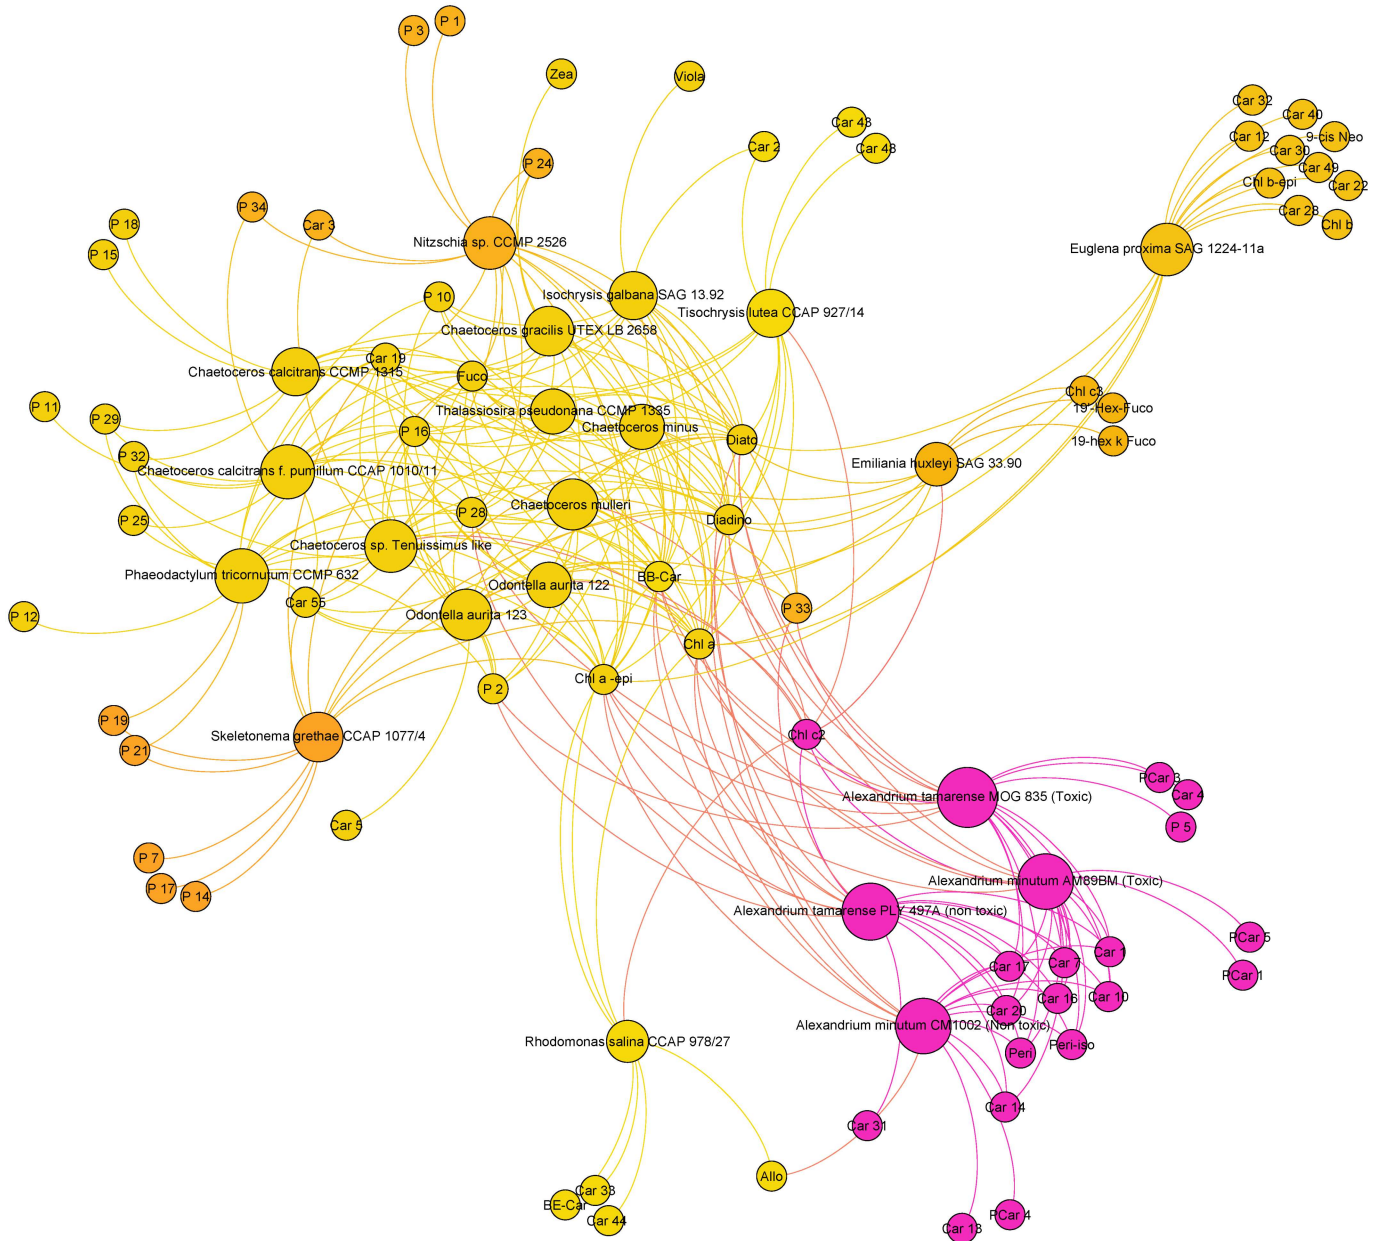 P 3
P 1
Zea
Viola
Car 32
Car 40
Car 43
Car 12
9-cis Neo
Car 2
Car 48
Car 30
P 24
Car 49
Chl b-epi
Car 22
P 34
Car 28
P 18
Car 3
Chl b
Nitzschia sp. CCMP 2526
Euglena proxima SAG 1224-11a
P 15
P 10
Isochrysis galbana SAG 13.92
Tisochrysis lutea CCAP 927/14
Chaetoceros gracilis UTEX LB 2658
Car 19
Chaetoceros calcitrans CCMP 1315
Fuco
Chl c3
P 11
19'-Hex-Fuco
Thalassiosira pseudonana CCMP 1335
P 29
Chaetoceros minus
P 16
Diato
19-hex k Fuco
P 32
Emiliania huxleyi SAG 33.90
Chaetoceros calcitrans f. pumillum CCAP 1010/11
Chaetoceros mulleri
P 28
P 25
Diadino
Chaetoceros sp. Tenuissimus like
Phaeodactylum tricornutum CCMP 632
BB-Car
Odontella aurita 122
Car 55
P 33
P 12
Odontella aurita 123
Chl a
Chl a -epi
P 2
P 19
Chl c2
Skeletonema grethae CCAP 1077/4
P 21
PCar 3
Car 4
Alexandrium tamarense MOG 835 (Toxic)
Car 5
P 5
P 7
Alexandrium minutum AM89BM (Toxic)
P 17
P 14
Alexandrium tamarense PLY 497A (non toxic)
PCar 5
Car 1
Car 17
Car 7
PCar 1
Car 16
Car 10
Car 20
Alexandrium minutum CM1002 (Non toxic)
Rhodomonas salina CCAP 978/27
Peri
Peri-iso
Car 14
Car 31
Allo
Car 33
BE-Car
Car 44
PCar 4
Car 13